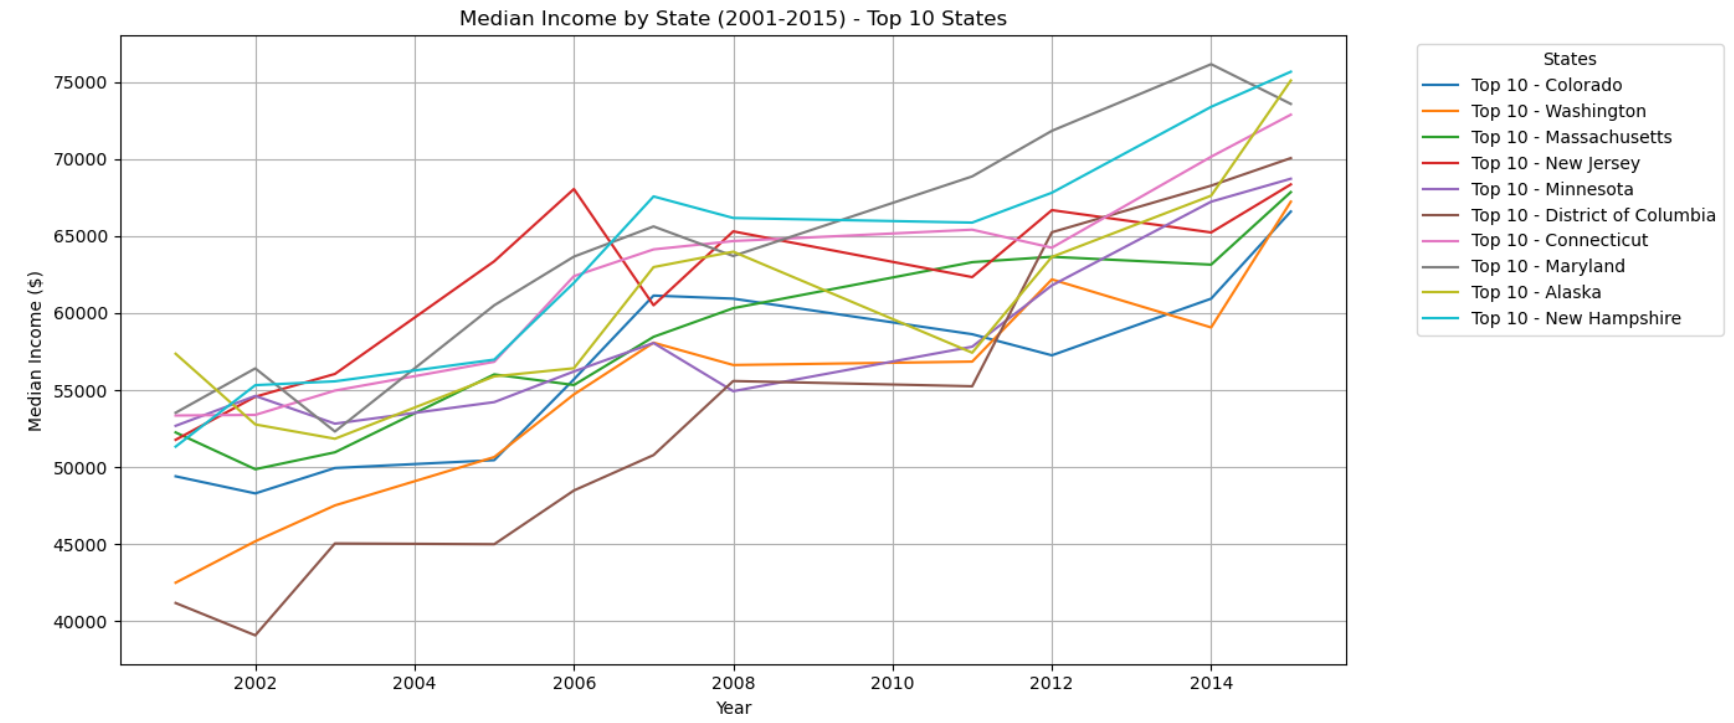 Median Income by State (2001-2015) - Top 10 States
Median Income ($)
75000
70000
65000
60000
55000
50000
45000
40000
2002 2004 2006 2008 2010 2012 2014
Year
States
Top 10 - Colorado
Top 10 - Washington
Top 10 - Massachusetts
Top 10 - New Jersey
Top 10 - Minnesota
Top 10 - District of Columbia
Top 10 - Connecticut
Top 10 - Maryland
Top 10 - Alaska
Top 10 - New Hampshire